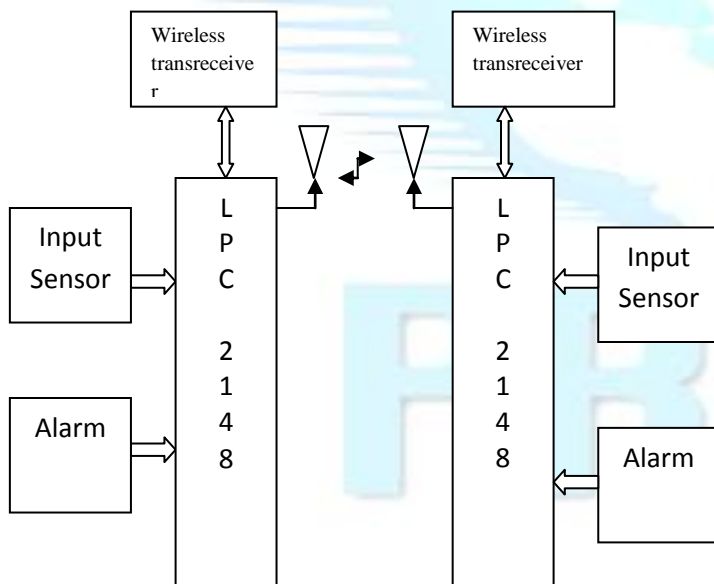 Wireless
transreceive
r
Wireless
transreceiver
Input
Sensor
L
P
C
2
1
4
8
Alarm
L
P
C
2
1
4
8
Input
Sensor
Alarm